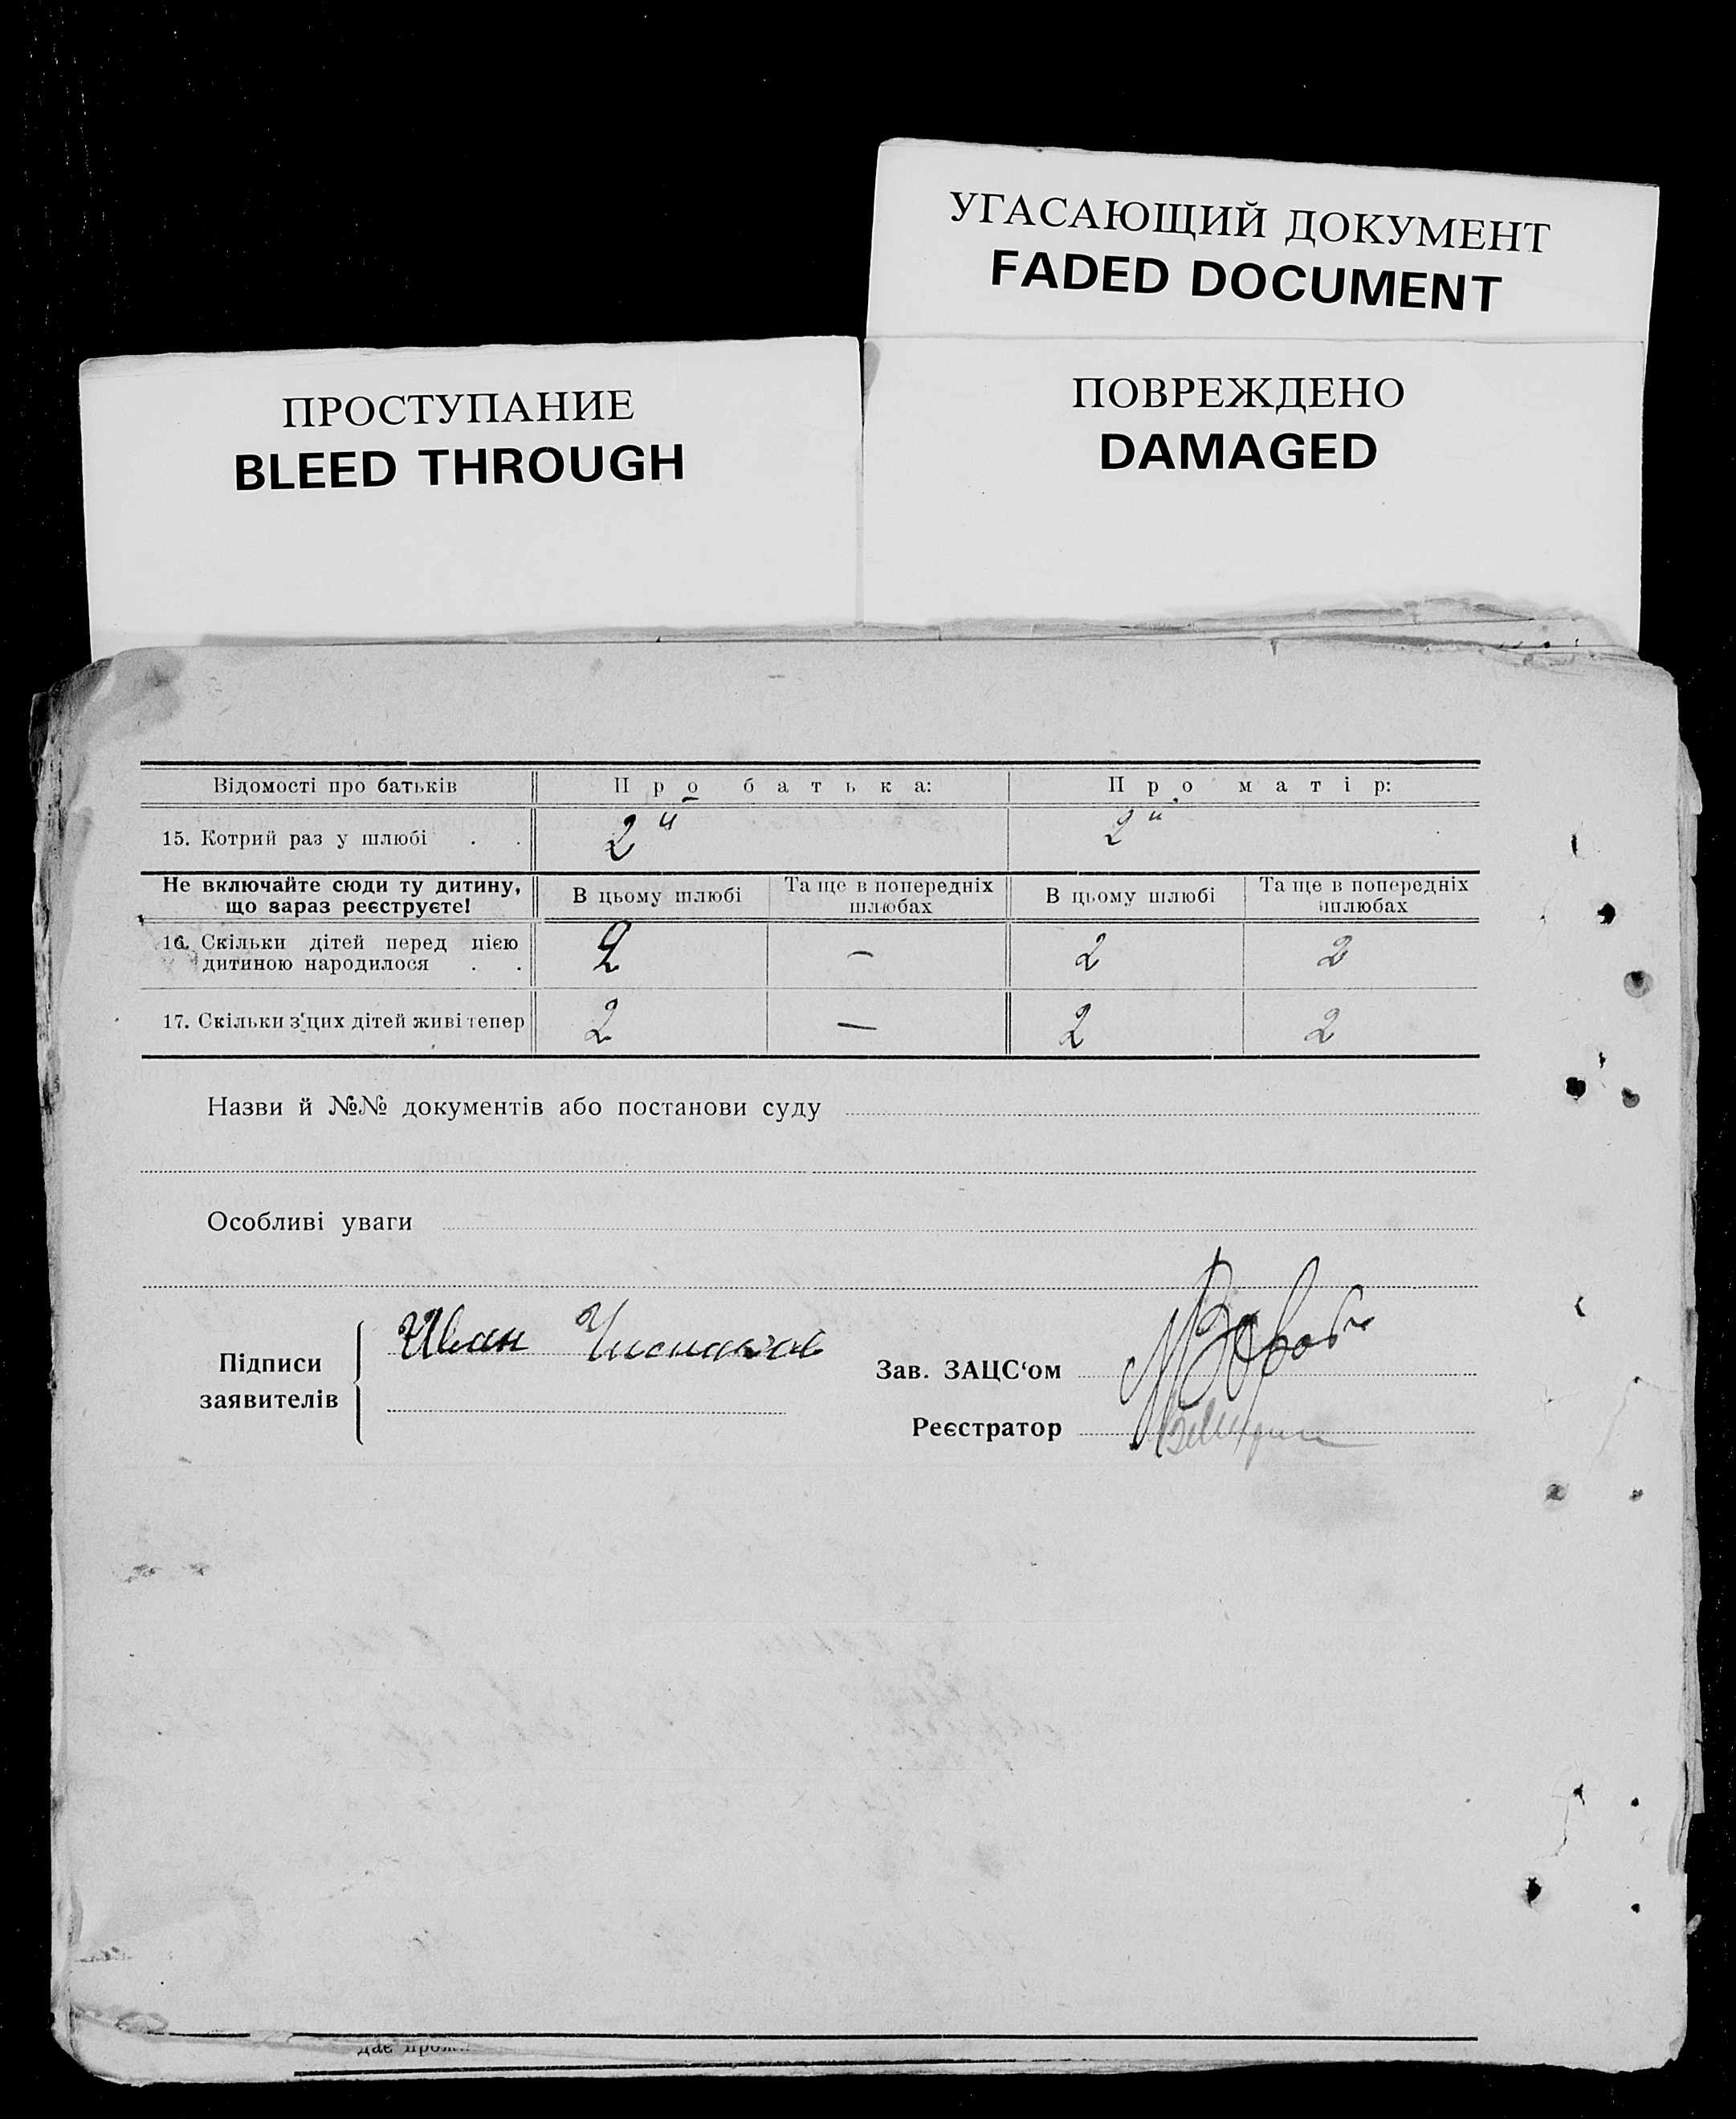 УГАСАЮЩИЙ ДОКУМЕНТ
FADED DOCUMENT
ПРОСТУПАНИЕ
BLEED THROUGH
ПОВРЕЖДЕНО
DAMAGED
Відомості про батьків Про батька: Про матір:
15. Котрий раз у шлюбі . . 2й 2й
Не включайте сюди ту дитину, що зараз реєструєте! В цьому шлюбі Та ще в попередніх шлюбах В цьому шлюбі Та ще в попередніх шлюбах
16. Скільки дітей перед цією
дитиною народилося . . 2 — 2 2
17. Скільки з'цих дітей живі тепер 2 — 2 2
Назви й №№ документів або постанови суду
Особливі уваги
Підписи заявителів Иван
Зав. ЗАЦС'ом
Реєстратор